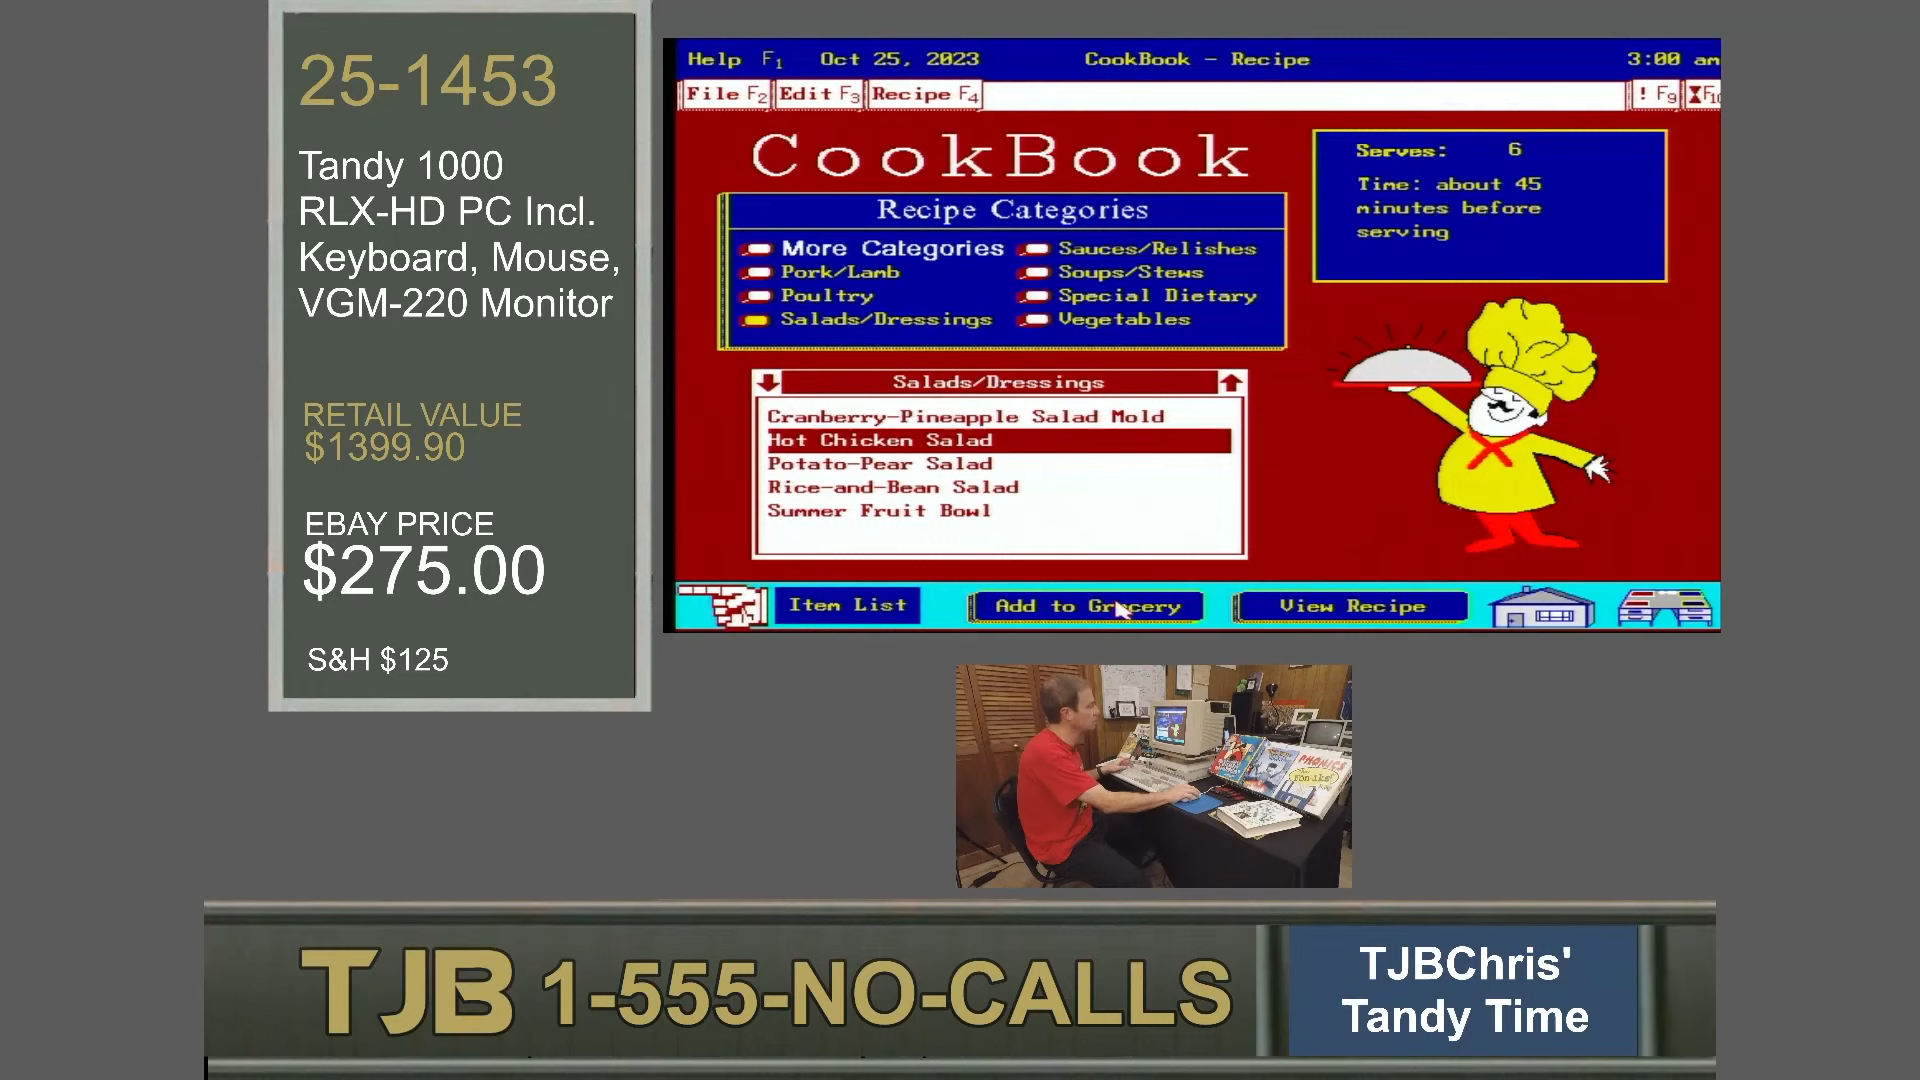 25-1453
Tandy 1000
RLX-HD PC Incl.
Keyboard, Mouse,
VGM-220 Monitor
RETAIL VALUE
$1399.90
EBAY PRICE
$275.00
S&H $125
Help F1 Oct 25, 2023 CookBook - Recipe 3:00 am
File F2 Edit F3 Recipe F4 ! F9 F10
CookBook
Recipe Categories
More Categories Sauces/Relishes
Pork/Lamb Soups/Stews
Poultry Special Dietary
Salads/Dressings Vegetables
Serves: 6
Time: about 45
minutes before
serving
Salads/Dressings
Cranberry-Pineapple Salad Mold
Hot Chicken Salad
Potato-Pear Salad
Rice-and-Bean Salad
Summer Fruit Bowl
Item List
Add to Grocery
View Recipe
PHONICS
TJB 1-555-NO-CALLS
TJBChris'
Tandy Time